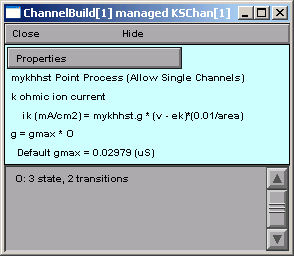 ChannelBuild[1] managed KSChan[1]
Close Hide
Properties
mykhhst Point Process (Allow Single Channels)
k ohmic ion current
ik (mA/cm2) = mykhhst.g * (v - ek)*(0.01/area)
g = gmax * O
Default gmax = 0.02979 (uS)
O: 3 state, 2 transitions